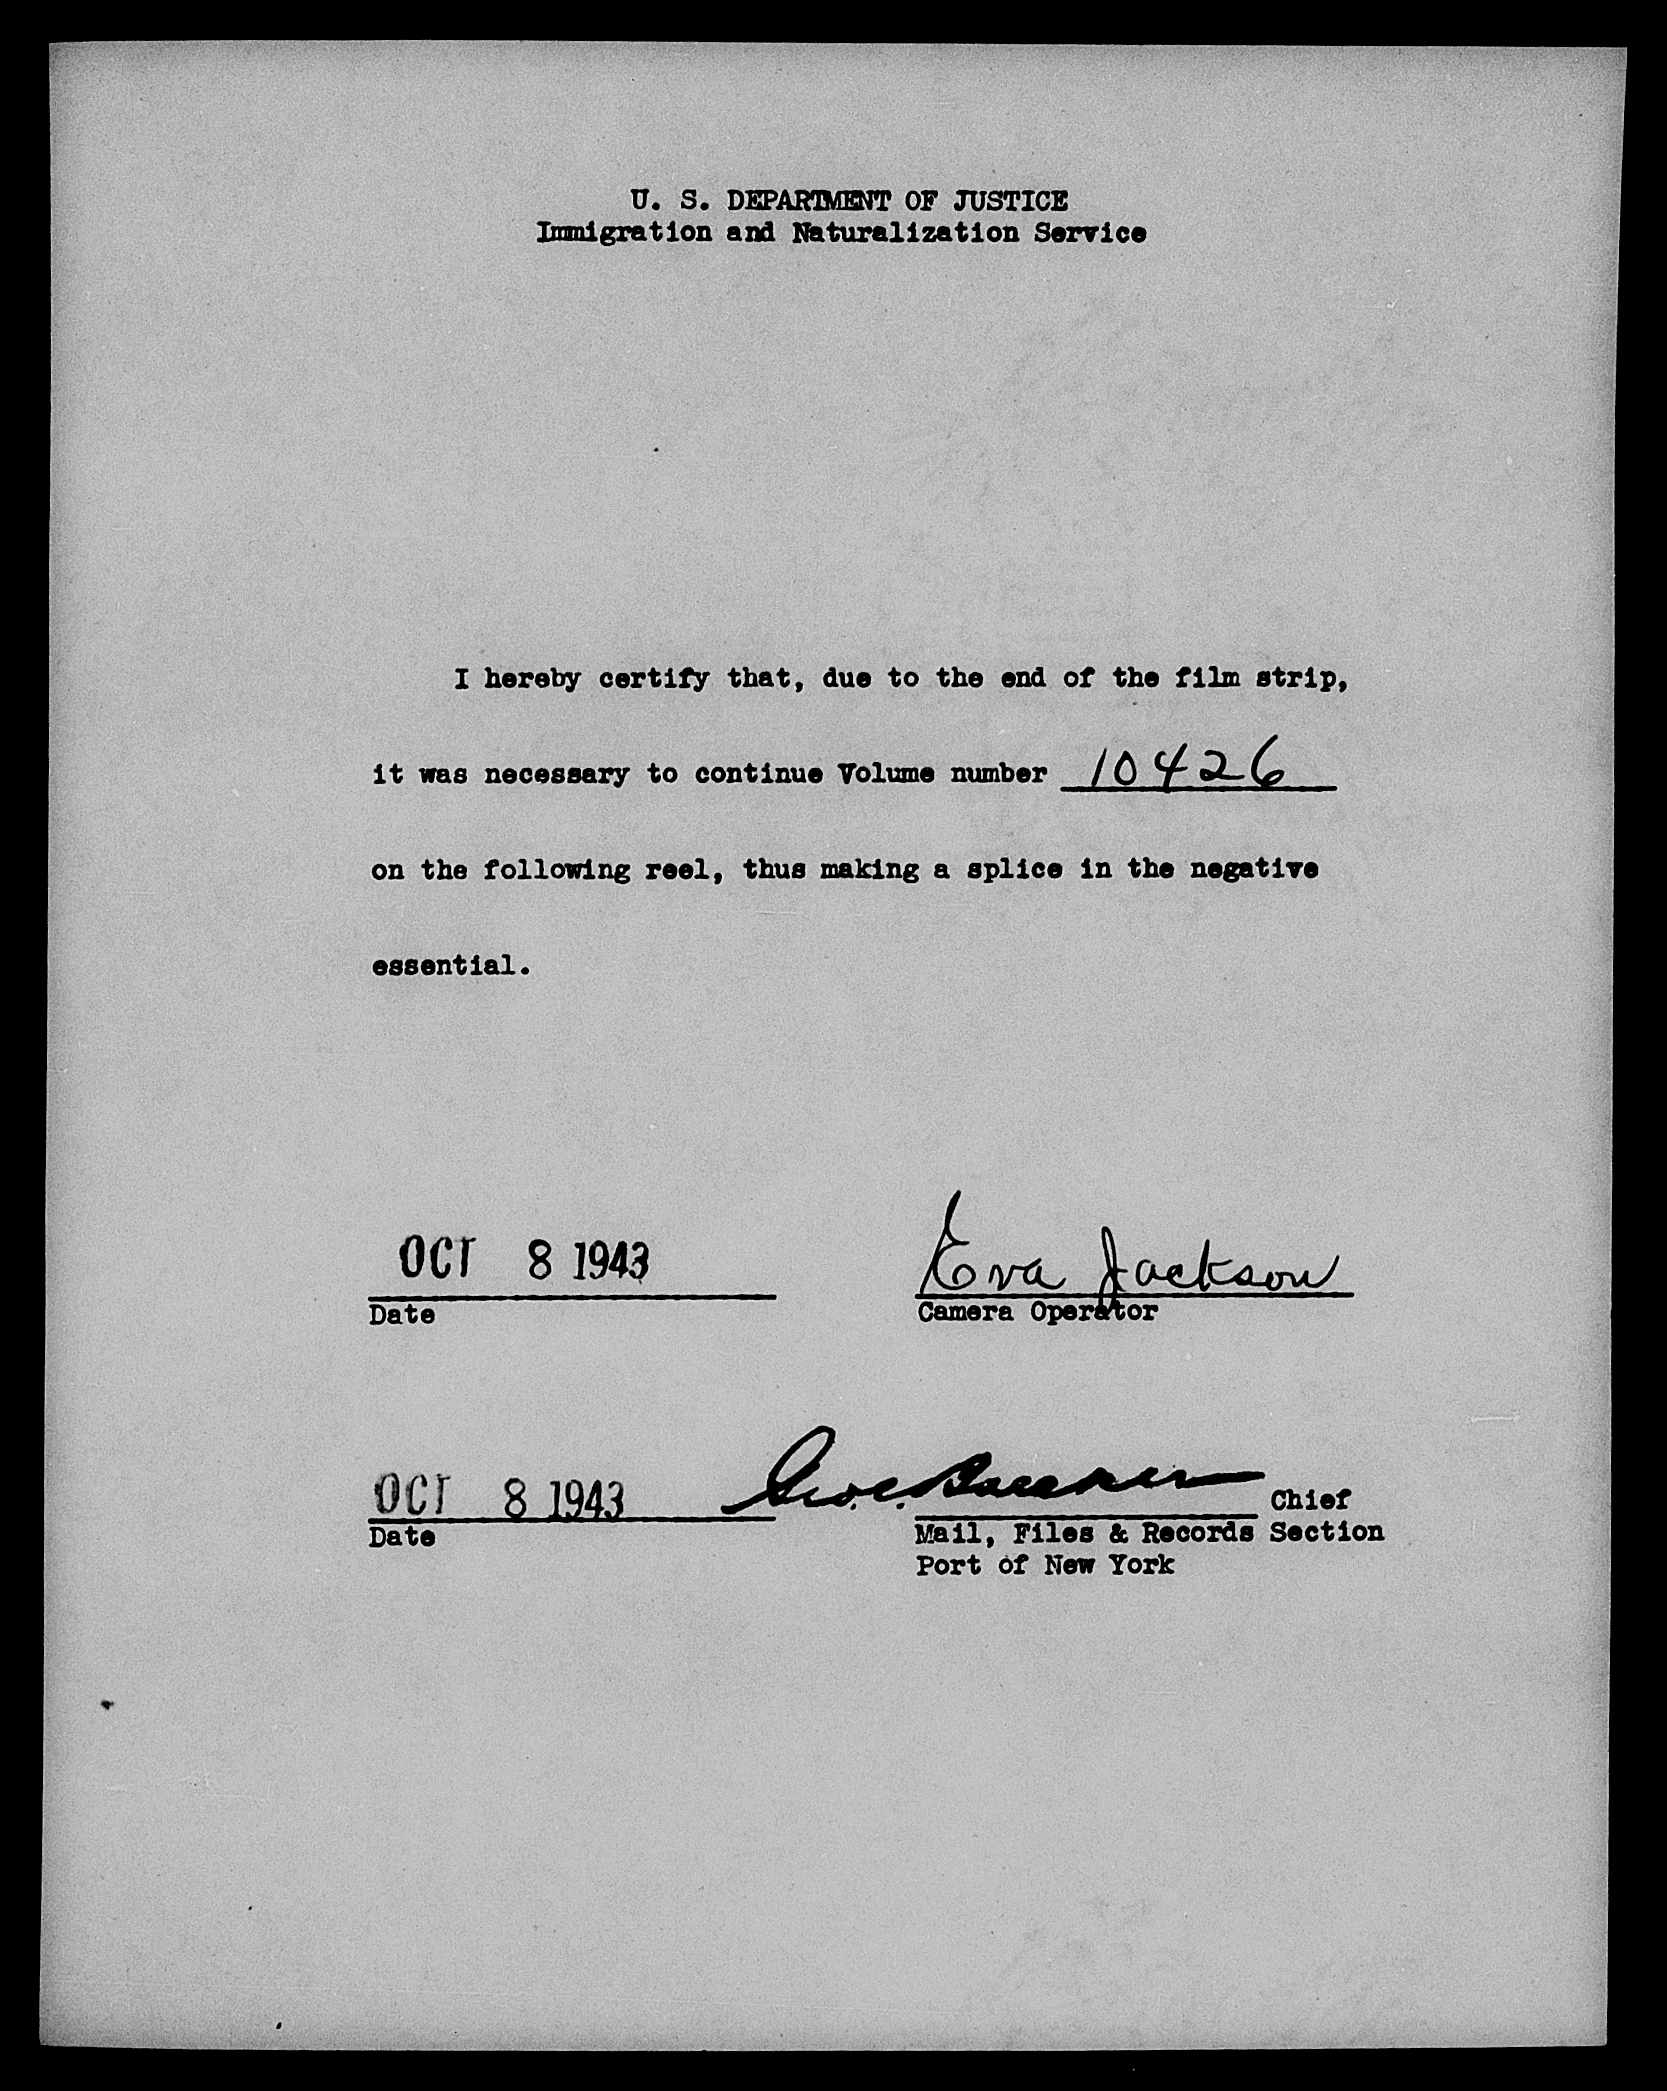 U. S. DEPARTMENT OF JUSTICE
Immigration and Naturalization Service
I hereby certify that, due to the end of the film strip,
it was necessary to continue Volume number 10426
on the following reel, thus making a splice in the negative
essential.
OCT 8 1943 Eva Jackson
Date Camera Operator
OCT 8 1943 Geo. C. Chief
Date Mail, Files & Records Section
Port of New York